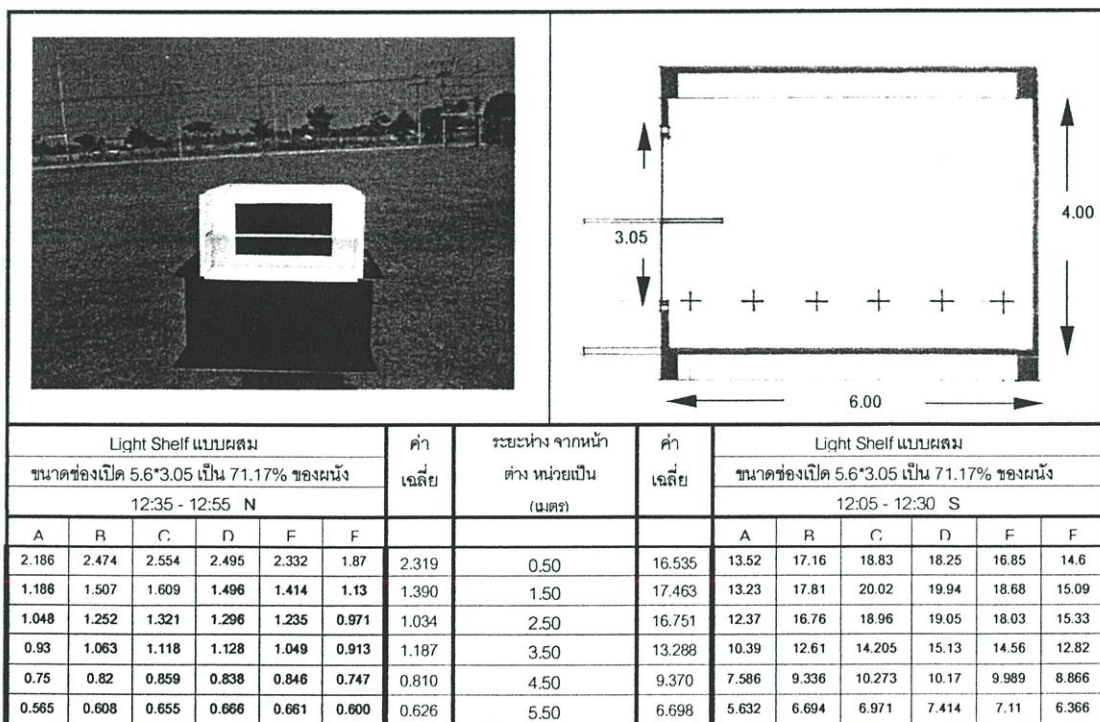 3.05
4.00
6.00
Light Shelf แบบผสม
ขนาดช่องเปิด 5.6*3.05 เป็น 71.17% ของผนัง
12:35 - 12:55 N
ค่า
เฉลี่ย
ระยะห่าง จากหน้า
ต่าง หน่วยเป็น
(เมตร)
ค่า
เฉลี่ย
Light Shelf แบบผสม
ขนาดช่องเปิด 5.6*3.05 เป็น 71.17% ของผนัง
12:05 - 12:30 S
A B C D E F A B C D E F
2.186 2.474 2.554 2.495 2.332 1.87 2.319 0.50 16.535 13.52 17.16 18.83 18.25 16.85 14.6
1.186 1.507 1.609 1.496 1.414 1.13 1.390 1.50 17.463 13.23 17.81 20.02 19.94 18.68 15.09
1.048 1.252 1.321 1.296 1.235 0.971 1.034 2.50 16.751 12.37 16.76 18.96 19.05 18.03 15.33
0.93 1.063 1.118 1.128 1.049 0.913 1.187 3.50 13.288 10.39 12.61 14.205 15.13 14.56 12.82
0.75 0.82 0.859 0.838 0.846 0.747 0.810 4.50 9.370 7.586 9.336 10.273 10.17 9.989 8.866
0.565 0.608 0.655 0.666 0.661 0.600 0.626 5.50 6.698 5.632 6.694 6.971 7.414 7.11 6.366